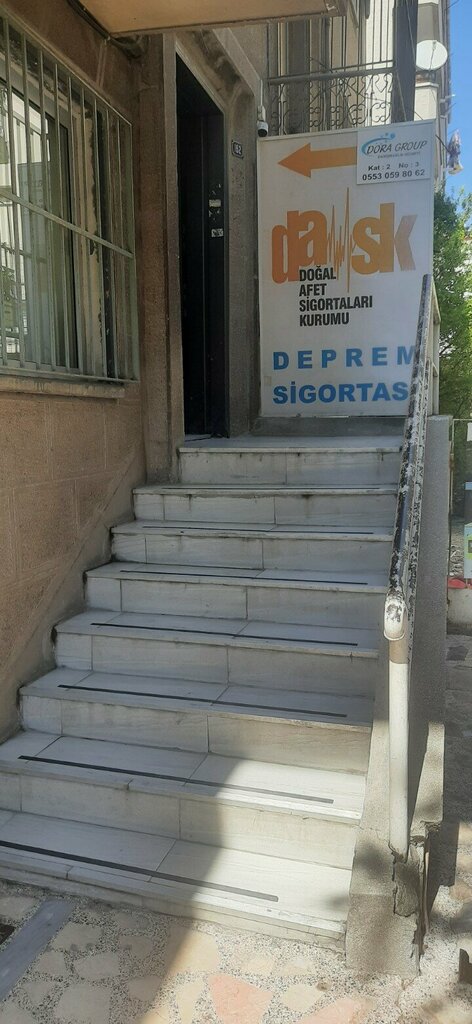 DORA GROUP
Kat : 2 No : 3
0553 059 80 62
dask
DOĞAL
AFET
SİGORTALARI
KURUMU
DEPREM
SİGORTAS